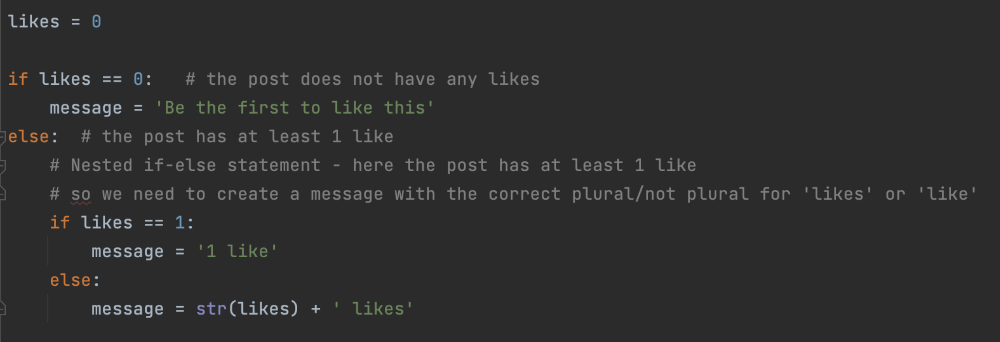 likes = 0
if likes == 0:   # the post does not have any likes
    message = 'Be the first to like this'
else:  # the post has at least 1 like
    # Nested if-else statement - here the post has at least 1 like
    # so we need to create a message with the correct plural/not plural for 'likes' or 'like'
    if likes == 1:
        message = '1 like'
    else:
        message = str(likes) + ' likes'